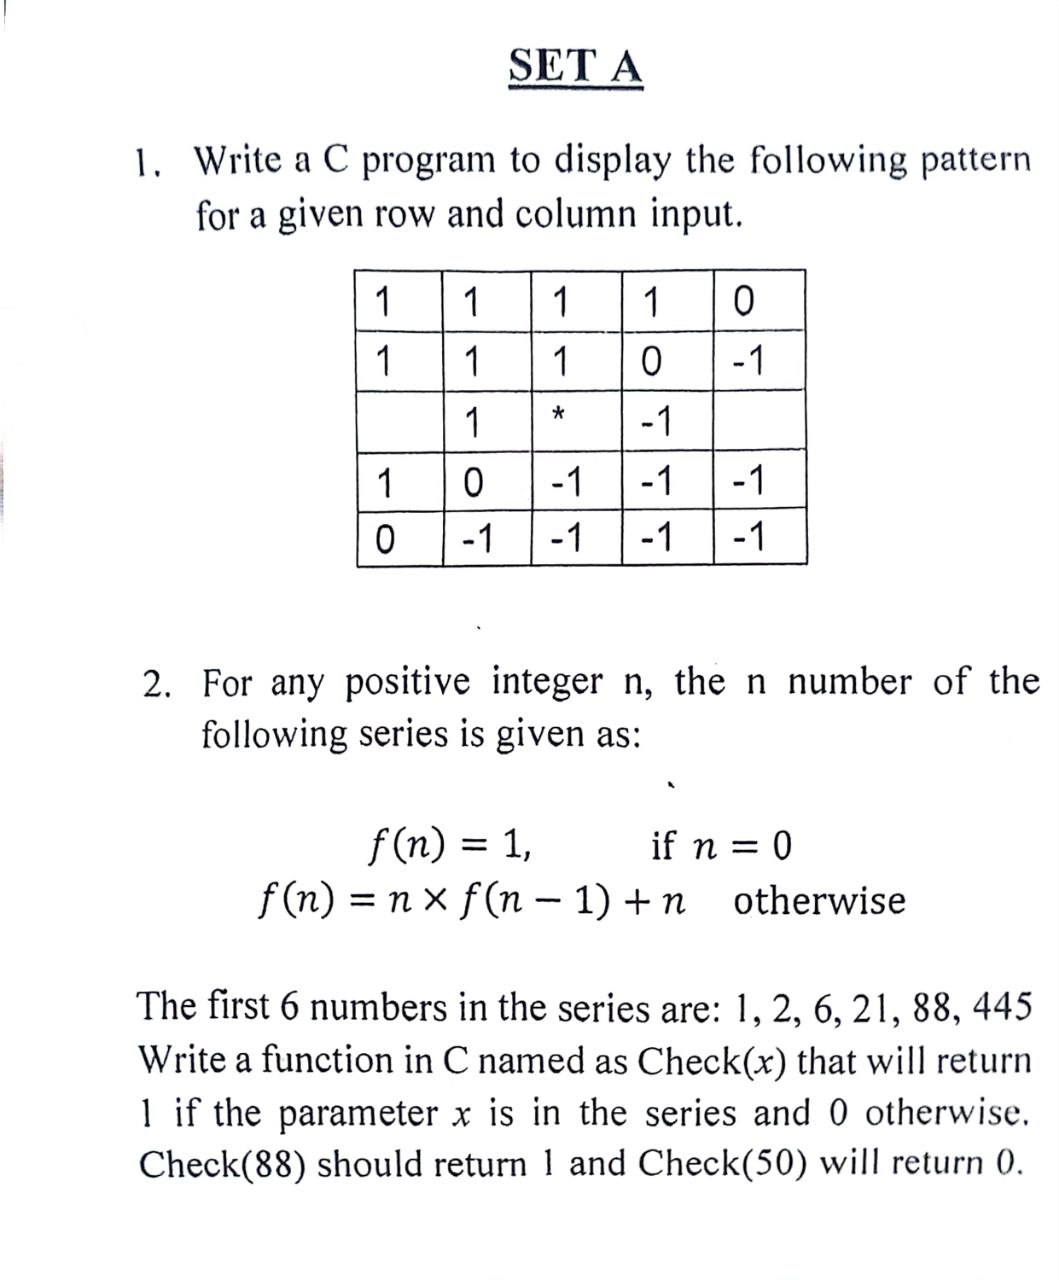 SET A
1. Write a C program to display the following pattern
for a given row and column input.
1 1 1 1 0
1 1 1 0 -1
1 * -1
1 0 -1 -1 -1
0 -1 -1 -1 -1
2. For any positive integer n, the n number of the
following series is given as:
f(n) = 1, if n = 0
f(n) = n × f(n − 1) + n otherwise
The first 6 numbers in the series are: 1, 2, 6, 21, 88, 445
Write a function in C named as Check(x) that will return
1 if the parameter x is in the series and 0 otherwise.
Check(88) should return 1 and Check(50) will return 0.